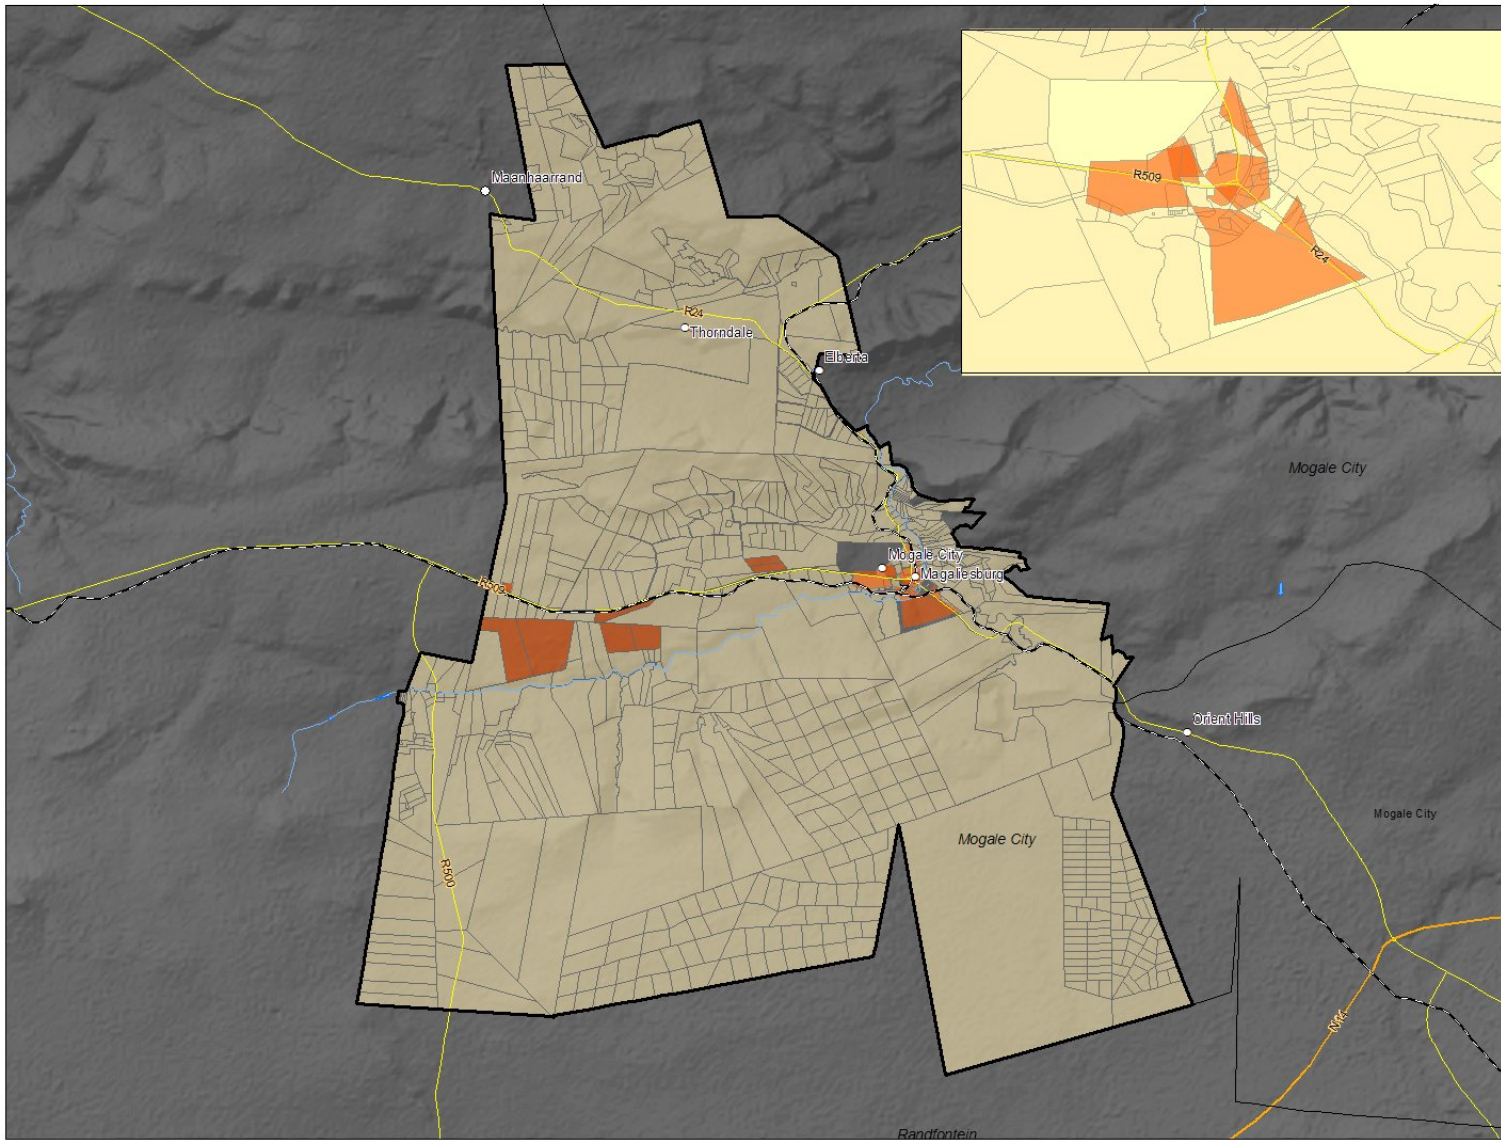 R509
R24
Maanhaarrand
R24
Thorndale
Elberta
Mogale City
Mogale City
Magaliesburg
R509
Orient Hills
Mogale City
Mogale City
R500
N14
Randfontein